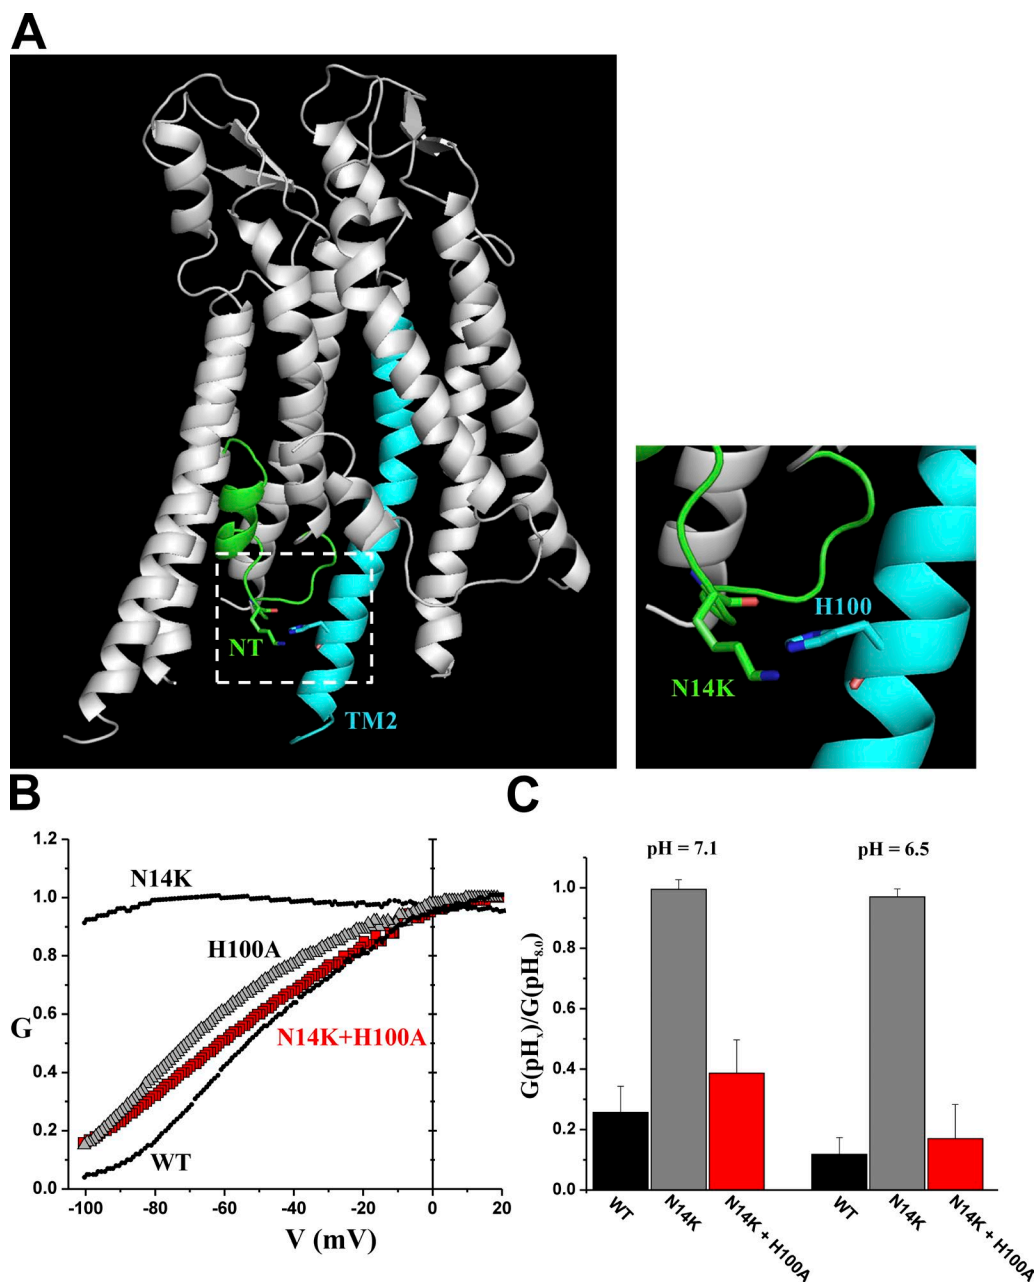 A
NT
TM2
H100
N14K
B
1.2
1.0
0.8
0.6
0.4
0.2
0.0
G
N14K
H100A
N14K+H100A
WT
-100 -80 -60 -40 -20 0 20
V (mV)
C
pH = 7.1 pH = 6.5
1.0
0.8
0.6
0.4
0.2
0.0
G(pHx)/G(pH8.0)
WT N14K N14K + H100A WT N14K N14K + H100A